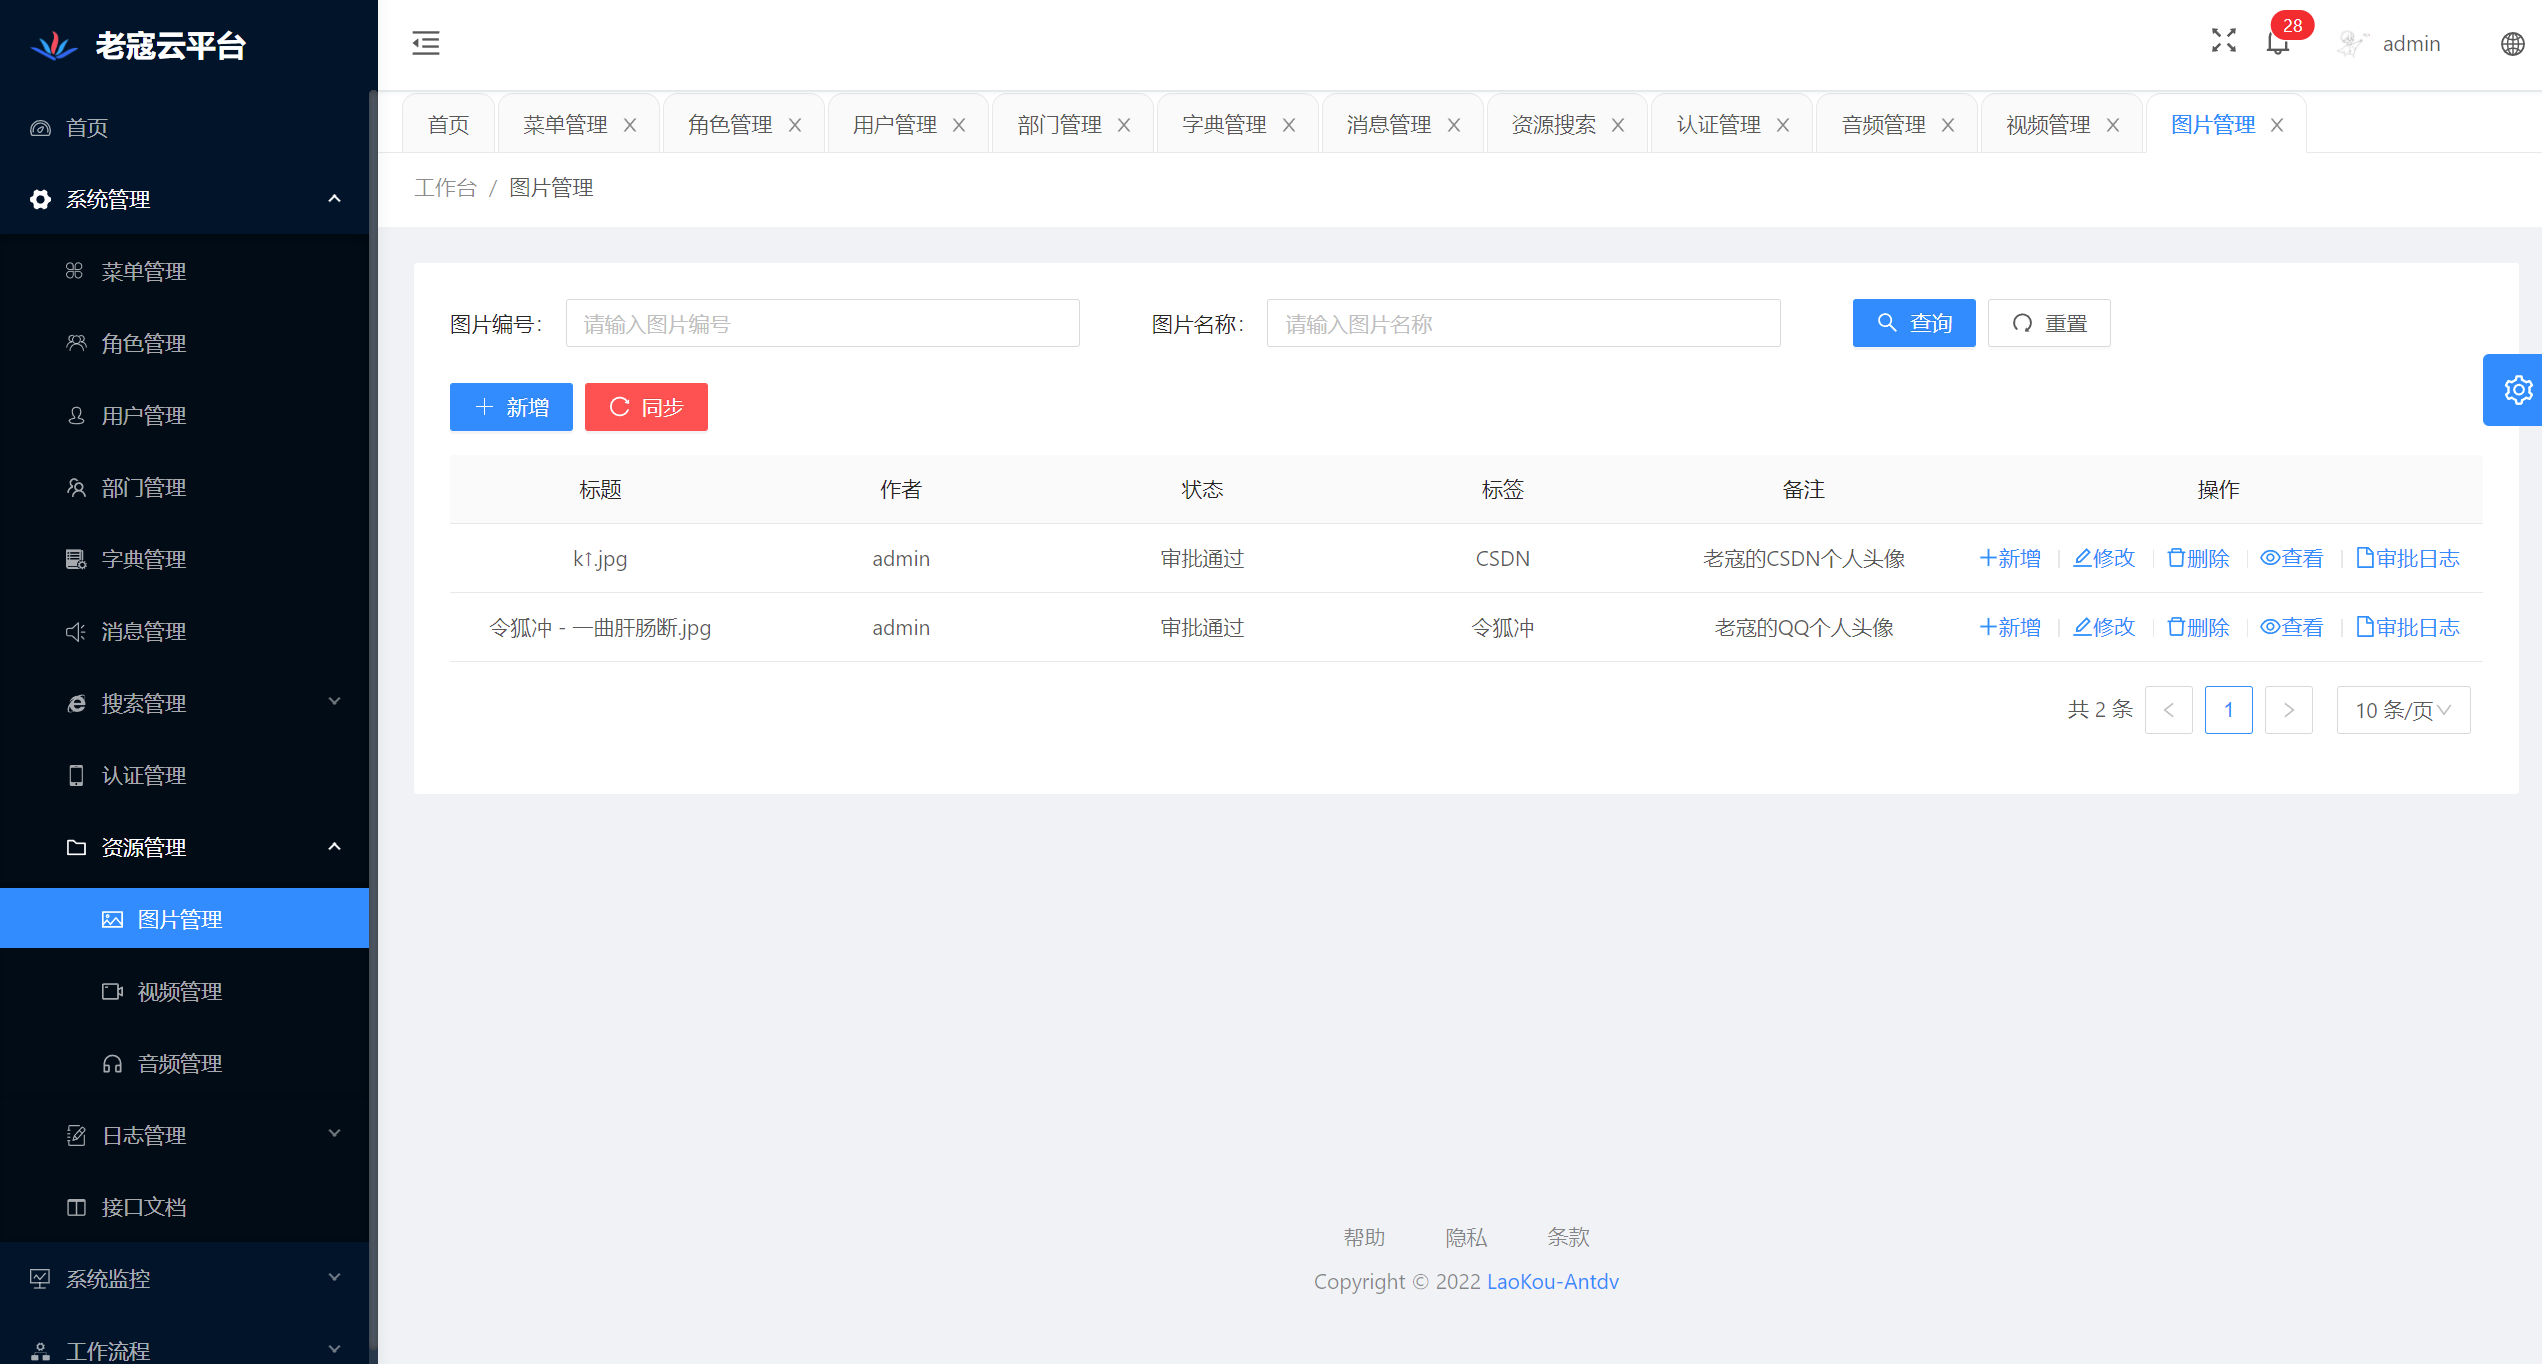 老寇云平台
28
admin
首页
系统管理
菜单管理
角色管理
用户管理
部门管理
字典管理
消息管理
搜索管理
认证管理
资源管理
图片管理
视频管理
音频管理
日志管理
接口文档
系统监控
工作流程
首页 菜单管理 角色管理 用户管理 部门管理 字典管理 消息管理 资源搜索 认证管理 音频管理 视频管理 图片管理
工作台 / 图片管理
图片编号: 请输入图片编号 图片名称: 请输入图片名称 查询 重置
新增 同步
标题 作者 状态 标签 备注 操作
k↑.jpg admin 审批通过 CSDN 老寇的CSDN个人头像 新增 修改 删除 查看 审批日志
令狐冲 - 一曲肝肠断.jpg admin 审批通过 令狐冲 老寇的QQ个人头像 新增 修改 删除 查看 审批日志
共 2 条 < 1 > 10 条/页
帮助 隐私 条款
Copyright © 2022 LaoKou-Antdv